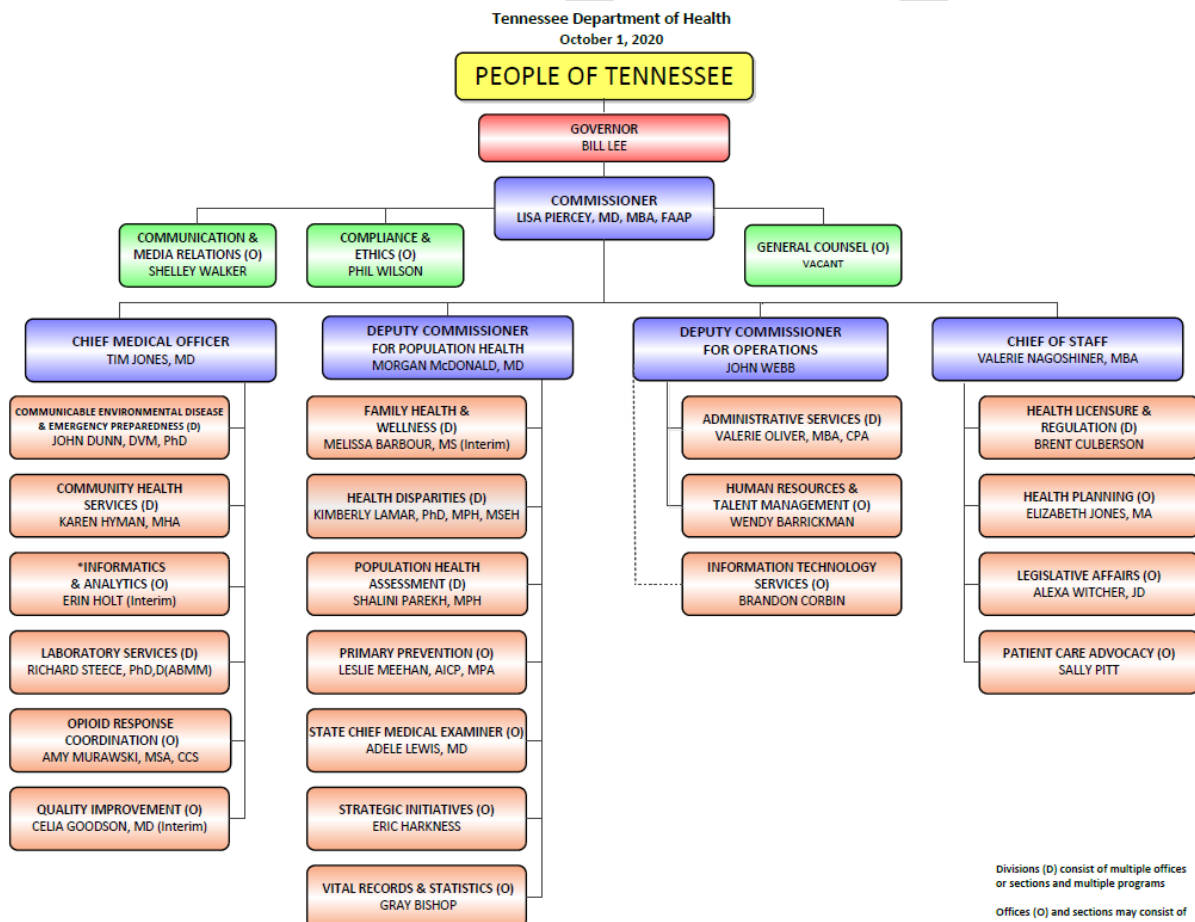 Tennessee Department of Health
October 1, 2020
PEOPLE OF TENNESSEE
GOVERNOR
BILL LEE
COMMISSIONER
LISA PIERCEY, MD, MBA, FAAP
COMMUNICATION &
MEDIA RELATIONS (O)
SHELLEY WALKER
COMPLIANCE &
ETHICS (O)
PHIL WILSON
GENERAL COUNSEL (O)
VACANT
CHIEF MEDICAL OFFICER
TIM JONES, MD
COMMUNICABLE ENVIRONMENTAL DISEASE
& EMERGENCY PREPAREDNESS (D)
JOHN DUNN, DVM, PhD
COMMUNITY HEALTH
SERVICES (D)
KAREN HYMAN, MHA
*INFORMATICS
& ANALYTICS (O)
ERIN HOLT (Interim)
LABORATORY SERVICES (D)
RICHARD STEECE, PhD,D(ABMM)
OPIOID RESPONSE
COORDINATION (O)
AMY MURAWSKI, MSA, CCS
QUALITY IMPROVEMENT (O)
CELIA GOODSON, MD (Interim)
DEPUTY COMMISSIONER
FOR POPULATION HEALTH
MORGAN McDONALD, MD
FAMILY HEALTH &
WELLNESS (D)
MELISSA BARBOUR, MS (Interim)
HEALTH DISPARITIES (D)
KIMBERLY LAMAR, PhD, MPH, MSEH
POPULATION HEALTH
ASSESSMENT (D)
SHALINI PAREKH, MPH
PRIMARY PREVENTION (O)
LESLIE MEEHAN, AICP, MPA
STATE CHIEF MEDICAL EXAMINER (O)
ADELE LEWIS, MD
STRATEGIC INITIATIVES (O)
ERIC HARKNESS
VITAL RECORDS & STATISTICS (O)
GRAY BISHOP
DEPUTY COMMISSIONER
FOR OPERATIONS
JOHN WEBB
ADMINISTRATIVE SERVICES (D)
VALERIE OLIVER, MBA, CPA
HUMAN RESOURCES &
TALENT MANAGEMENT (O)
WENDY BARRICKMAN
INFORMATION TECHNOLOGY
SERVICES (O)
BRANDON CORBIN
CHIEF OF STAFF
VALERIE NAGOSHINER, MBA
HEALTH LICENSURE &
REGULATION (D)
BRENT CULBERSON
HEALTH PLANNING (O)
ELIZABETH JONES, MA
LEGISLATIVE AFFAIRS (O)
ALEXA WITCHER, JD
PATIENT CARE ADVOCACY (O)
SALLY PITT
Divisions (D) consist of multiple offices
or sections and multiple programs
Offices (O) and sections may consist of